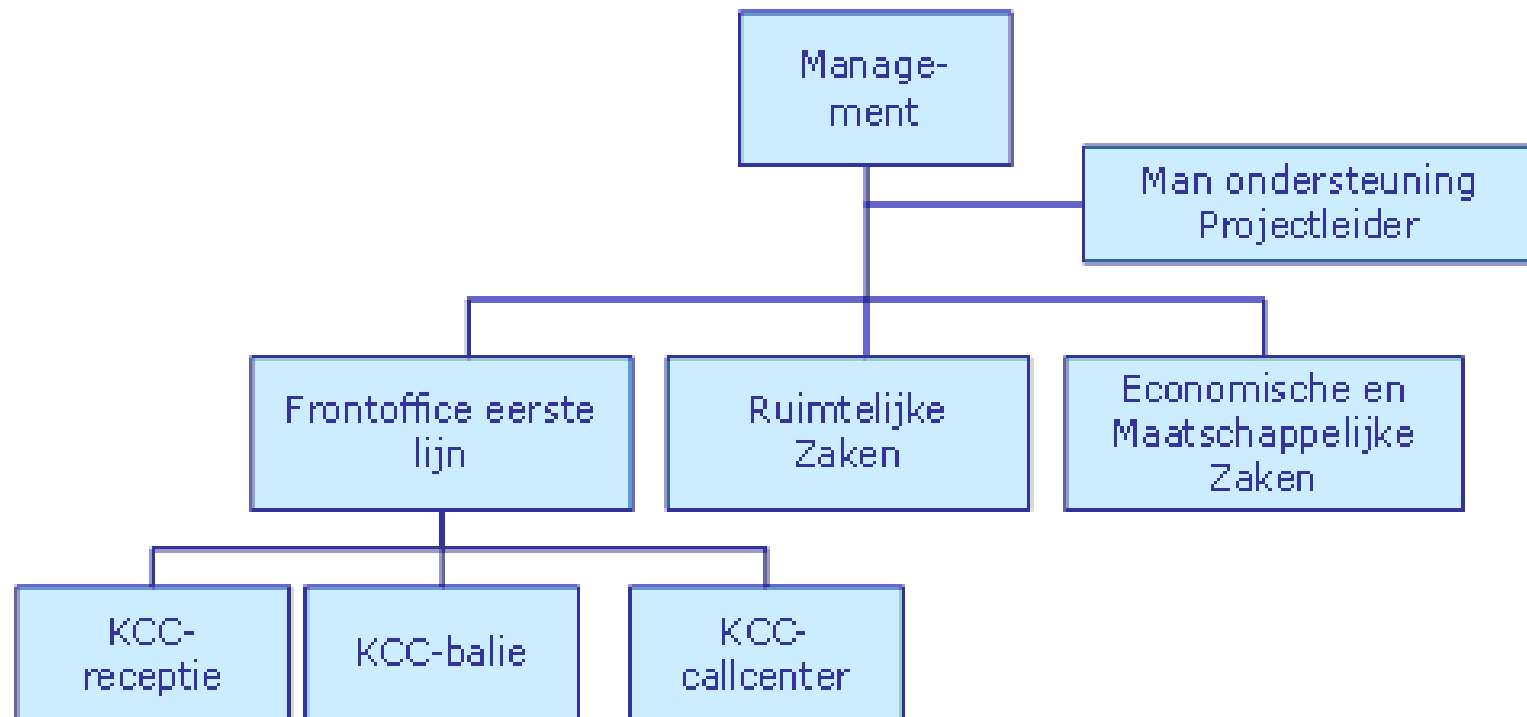 Manage-
ment
Man ondersteuning
Projectleider
Frontoffice eerste
lijn
Ruimtelijke
Zaken
Economische en
Maatschappelijke
Zaken
KCC-
receptie
KCC-balie
KCC-
callcenter